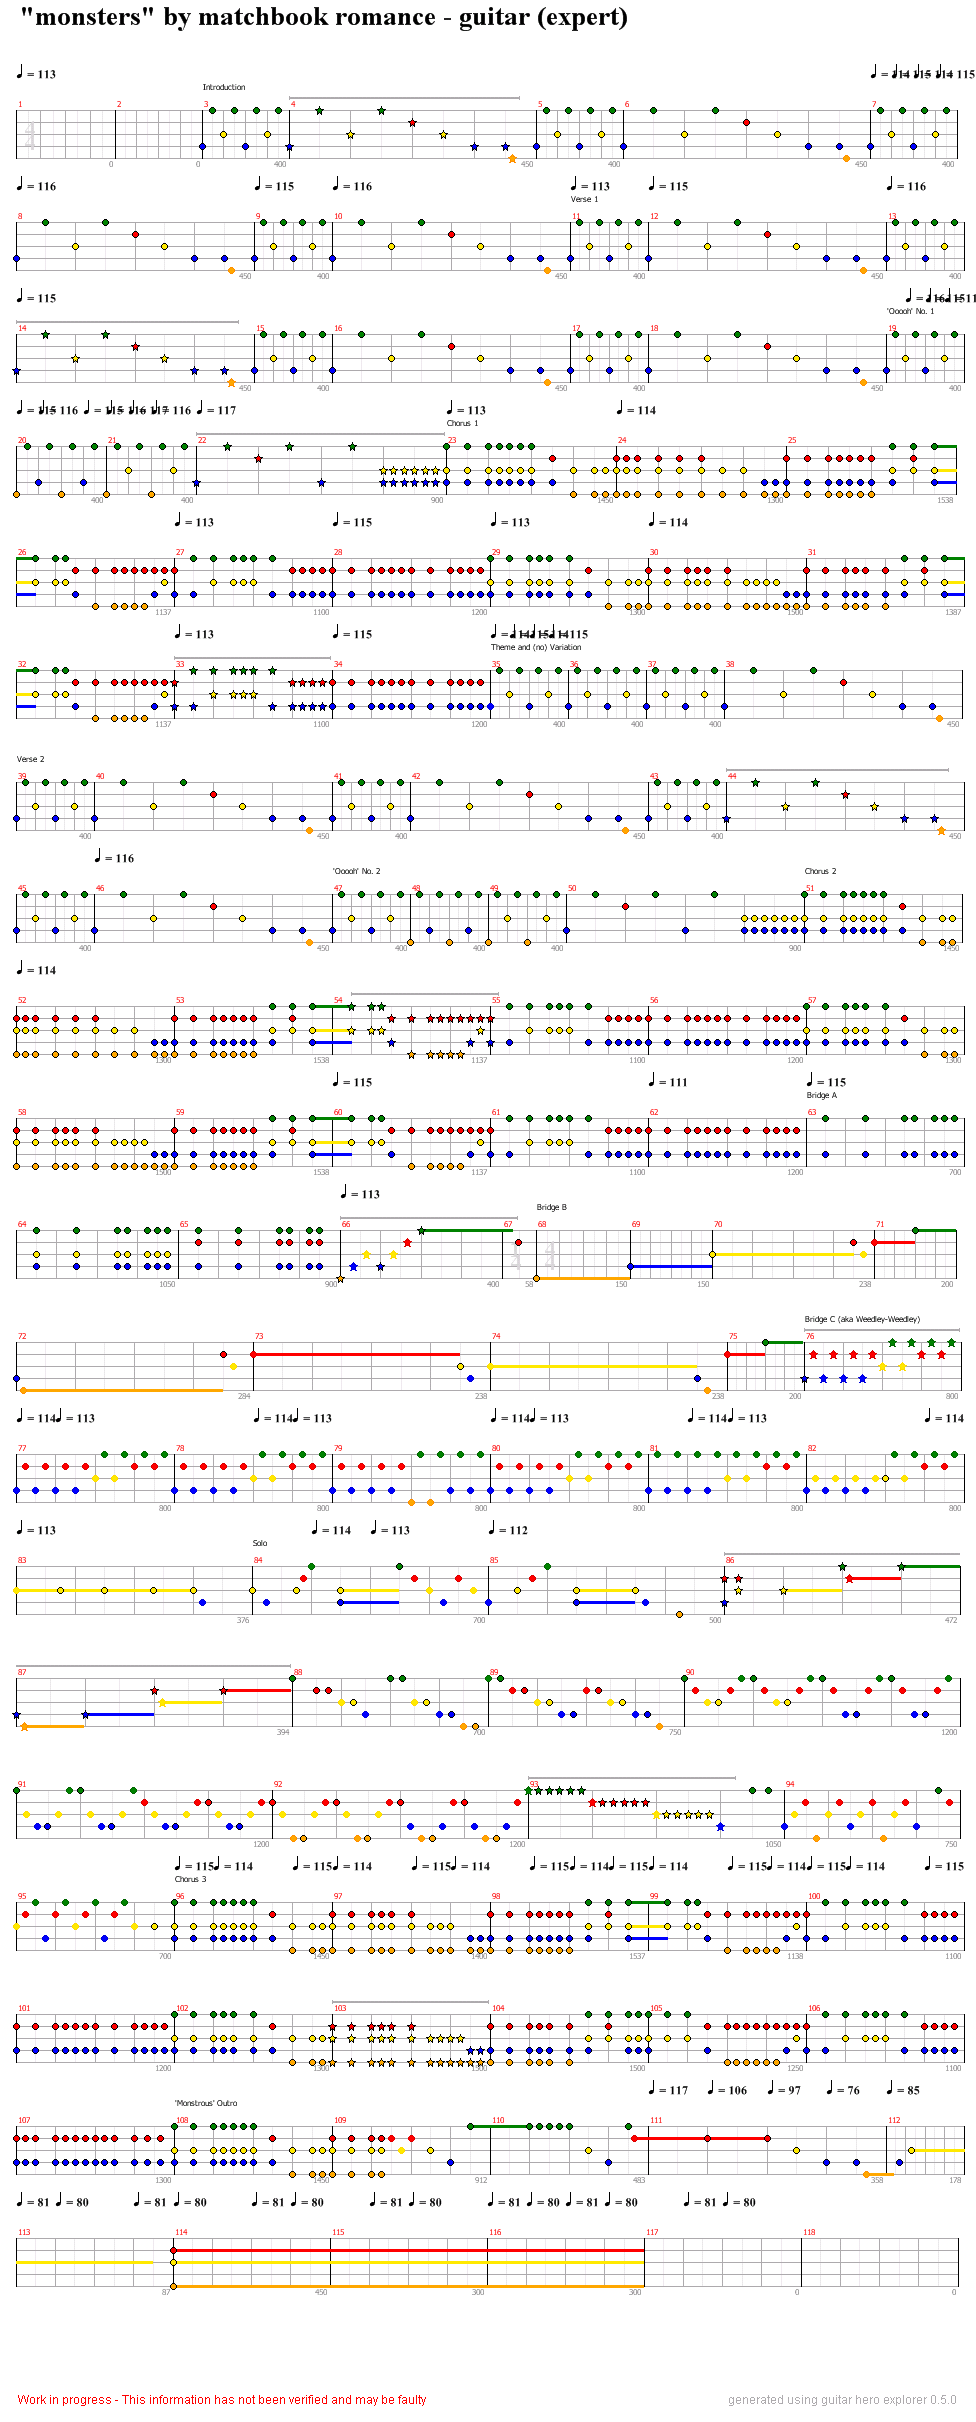 "monsters" by matchbook romance - guitar (expert)
= 113 = 114 115 114 115
Introduction
1 2 3 4 5 6 7
0 0 400 450 400 450 400
= 116 = 115 = 116 = 113 = 115 = 116
Verse 1
8 9 10 11 12 13
450 400 450 400 450 400
= 115
'Ooooh' No. 1
14 15 16 17 18 19
450 400 450 400 450 400
= 117 = 113 = 114
Chorus 1
20 21 22 23 24 25
400 400 900 1450 1300 1538
= 113 = 115 = 113 = 114
26 27 28 29 30 31
1137 1100 1200 1300 1500 1387
= 113 = 115
Theme and (no) Variation
32 33 34 35 36 37 38
1137 1100 1200 400 400 400 450
Verse 2
39 40 41 42 43 44
400 450 400 450 400 450
= 116
'Ooooh' No. 2 Chorus 2
45 46 47 48 49 50 51
400 450 400 400 400 900 1450
= 114
52 53 54 55 56 57
1300 1538 1137 1100 1200 1300
= 115 = 111 = 115
Bridge A
58 59 60 61 62 63
1500 1538 1137 1100 1200 700
= 113
Bridge B
64 65 66 67 68 69 70 71
1050 900 400 58 150 150 238 200
Bridge C (aka Weedley-Weedley)
72 73 74 75 76
284 238 238 200 800
= 114 = 113 = 114 = 113 = 114 = 113 = 114 = 113 = 114
77 78 79 80 81 82
800 800 800 800 800 800
= 113 = 114 = 113 = 112
Solo
83 84 85 86
376 700 500 472
87 88 89 90
394 700 750 1200
91 92 93 94
1200 1200 1050 750
= 115 = 114 = 115 = 114 = 115 = 114 = 115 = 114 = 115 = 114 = 115 = 114 = 115 = 114 = 115
Chorus 3
95 96 97 98 99 100
700 1450 1400 1537 1138 1100
101 102 103 104 105 106
1200 1300 1300 1500 1250 1100
= 117 = 106 = 97 = 76 = 85
'Monstrous' Outro
107 108 109 110 111 112
1300 1450 912 483 358 178
= 81 = 80 = 81 = 80 = 81 = 80 = 81 = 80 = 81 = 80 = 81 = 80 = 81 = 80
113 114 115 116 117 118
87 450 300 300 0 0
Work in progress - This information has not been verified and may be faulty
generated using guitar hero explorer 0.5.0